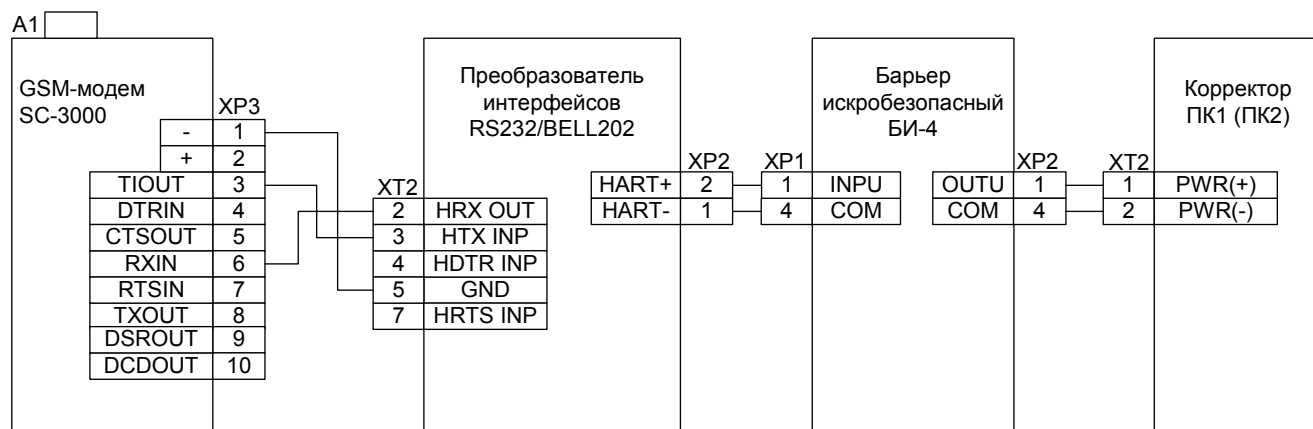 A1
GSM-модем
SC-3000
XP3
- 1
+ 2
TIOUT 3
DTRIN 4
CTSOUT 5
RXIN 6
RTSIN 7
TXOUT 8
DSROUT 9
DCDOUT 10
Преобразователь
интерфейсов
RS232/BELL202
XT2
2 HRX OUT
3 HTX INP
4 HDTR INP
5 GND
7 HRTS INP
XP2
HART+ 2
HART- 1
Барьер
искробезопасный
БИ-4
XP1
1 INPU
4 COM
XP2
OUTU 1
COM 4
Корректор
ПК1 (ПК2)
XT2
1 PWR(+)
2 PWR(-)